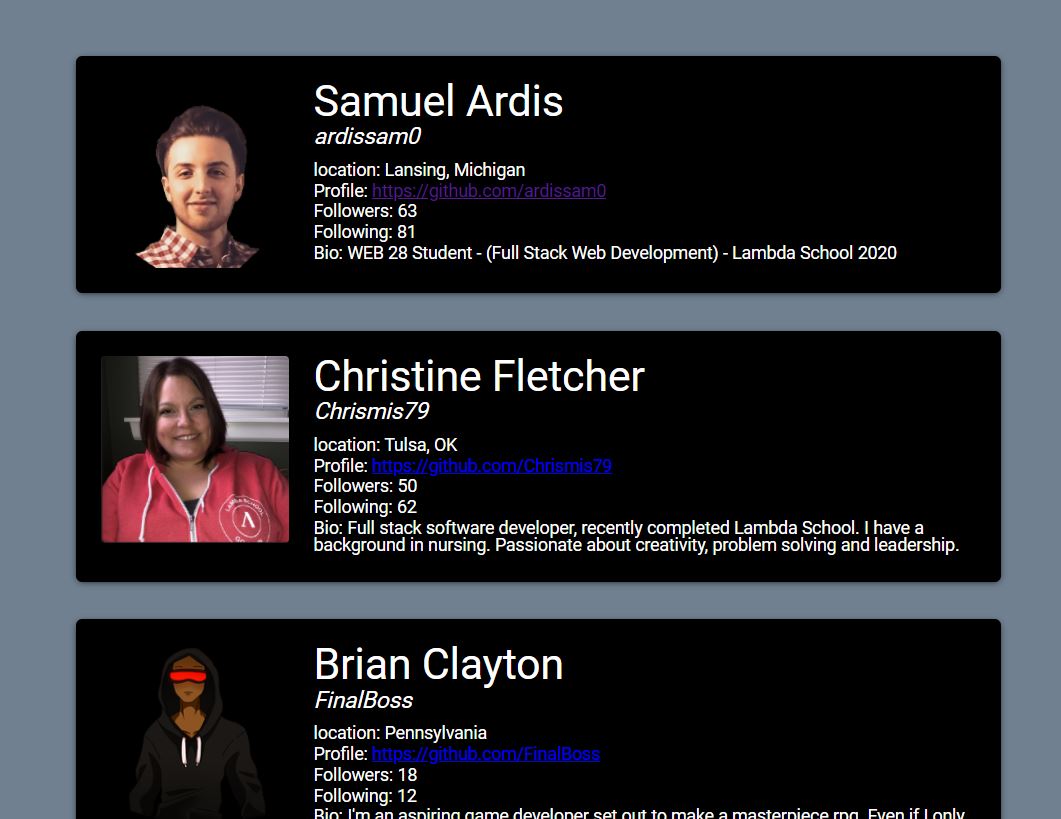 Samuel Ardis
ardissam0
location: Lansing, Michigan
Profile: https://github.com/ardissam0
Followers: 63
Following: 81
Bio: WEB 28 Student - (Full Stack Web Development) - Lambda School 2020
Christine Fletcher
Chrismis79
location: Tulsa, OK
Profile: https://github.com/Chrismis79
Followers: 50
Following: 62
Bio: Full stack software developer, recently completed Lambda School. I have a
background in nursing. Passionate about creativity, problem solving and leadership.
Brian Clayton
FinalBoss
location: Pennsylvania
Profile: https://github.com/FinalBoss
Followers: 18
Following: 12
Bio: I'm an aspiring game developer set out to make a masterpiece rpg. Even if I only